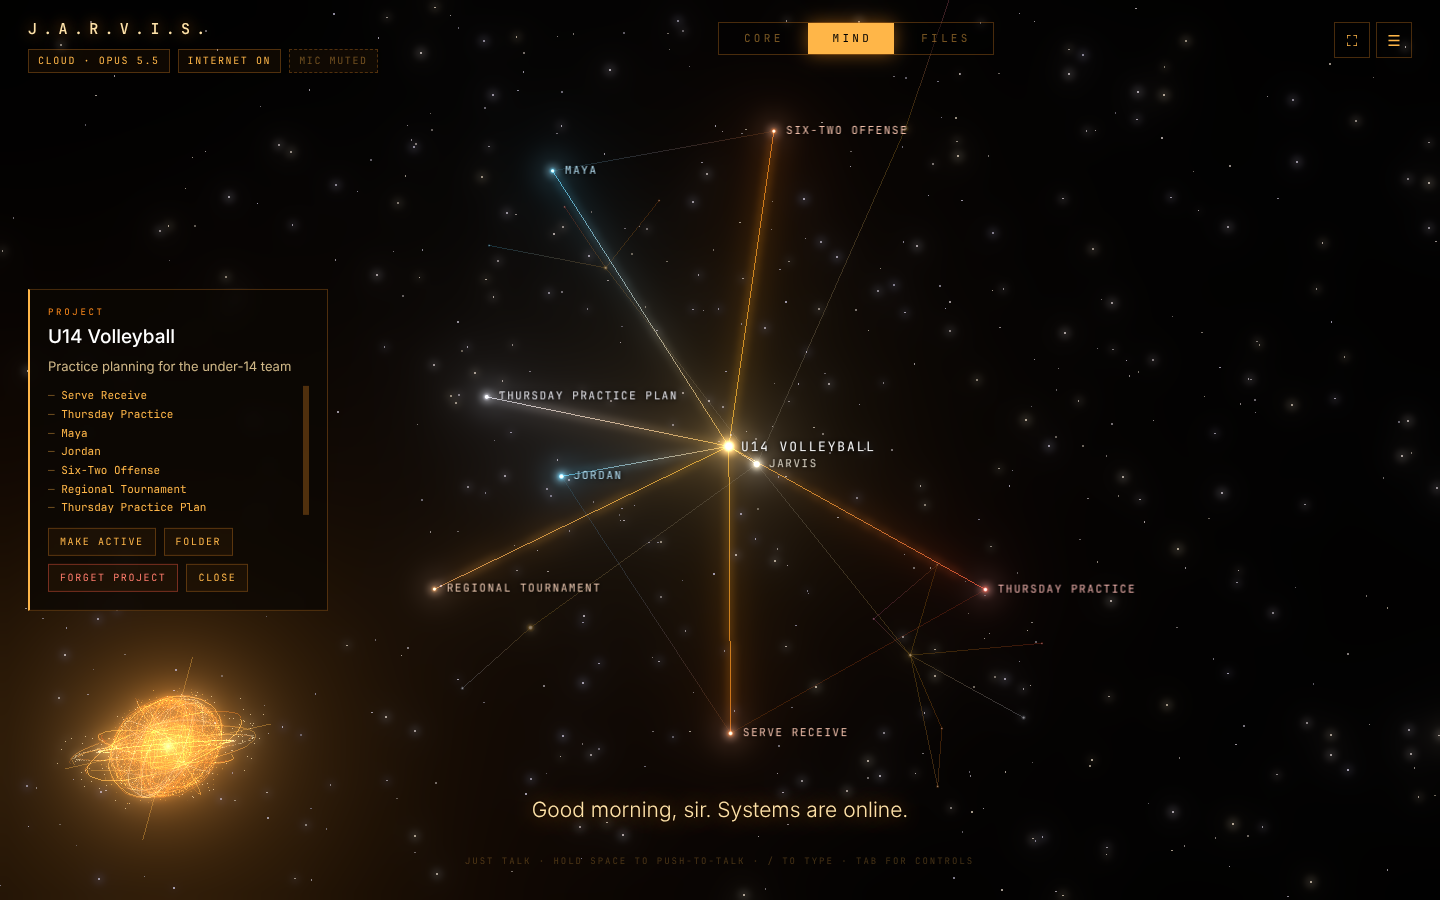 J.A.R.V.I.S.
CLOUD · OPUS 5.5
INTERNET ON
MIC MUTED
CORE
MIND
FILES
SIX-TWO OFFENSE
MAYA
PROJECT
U14 Volleyball
Practice planning for the under-14 team
— Serve Receive
— Thursday Practice
— Maya
— Jordan
— Six-Two Offense
— Regional Tournament
— Thursday Practice Plan
MAKE ACTIVE
FOLDER
FORGET PROJECT
CLOSE
THURSDAY PRACTICE PLAN
U14 VOLLEYBALL
JARVIS
JORDAN
REGIONAL TOURNAMENT
THURSDAY PRACTICE
SERVE RECEIVE
Good morning, sir. Systems are online.
JUST TALK · HOLD SPACE TO PUSH-TO-TALK · / TO TYPE · TAB FOR CONTROLS